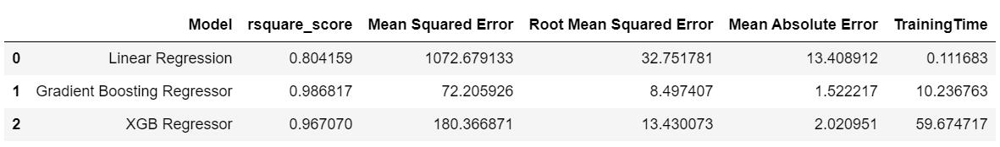 Model rsquare_score Mean Squared Error Root Mean Squared Error Mean Absolute Error TrainingTime
0 Linear Regression 0.804159 1072.679133 32.751781 13.408912 0.111683
1 Gradient Boosting Regressor 0.986817 72.205926 8.497407 1.522217 10.236763
2 XGB Regressor 0.967070 180.366871 13.430073 2.020951 59.674717